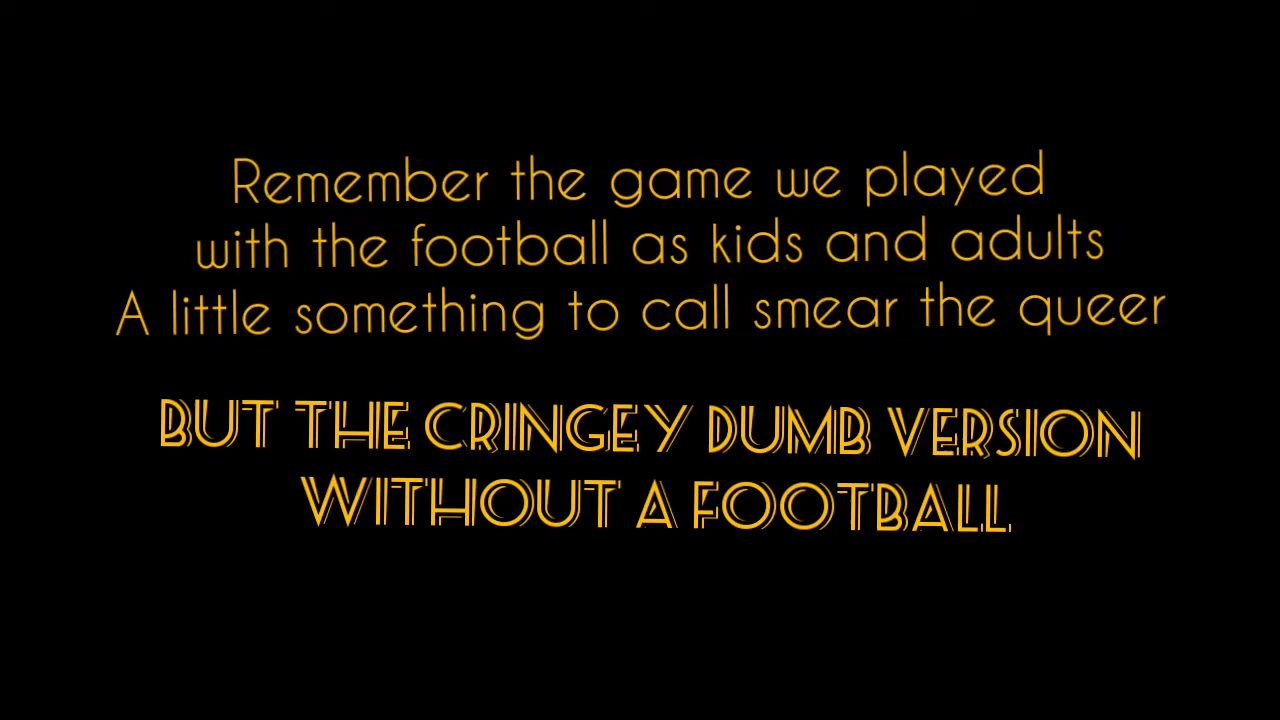 Remember the game we played
with the football as kids and adults
A little something to call smear the queer
BUT THE CRINGEY DUMB VERSION
WITHOUT A FOOTBALL